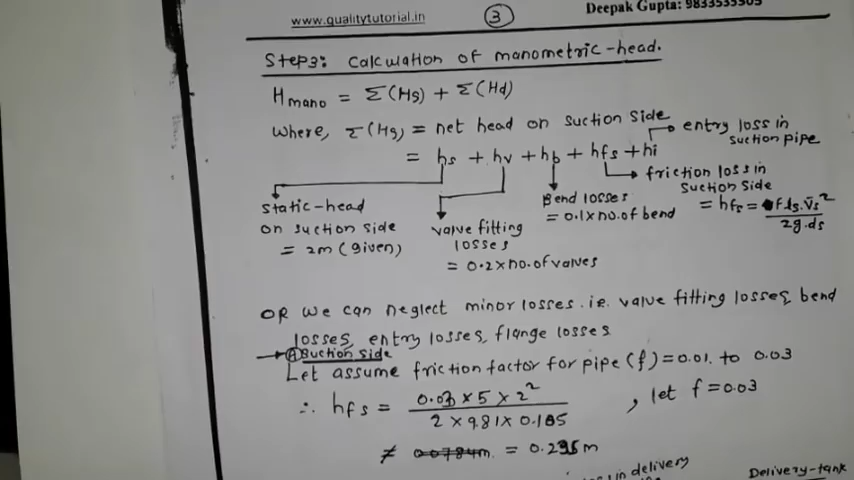 www.qualitytutorial.in
3
Deepak Gupta: 9833535505
Step3: Calculation of manometric-head.
Hmano = Σ(Hs) + Σ(Hd)
where, Σ(Hs) = net head on suction side
= hs + hv + hb + hfs + hi
entry loss in suction pipe
friction loss in suction side
= hfs = f.ls.Vs² / 2g.ds
Bend losses
= 0.1x no.of bend
static-head
on suction side
= 2m (given)
valve fitting
losses
= 0.2 x no.of valves
OR we can neglect minor losses. i.e. valve fitting losses, bend
losses, entry losses, flange losses
→ (A) Suction side
Let assume friction factor for pipe (f) = 0.01 to 0.03
∴ hfs = 0.03 x 5 x 2² / 2 x 9.81 x 0.185 , let f = 0.03
≠ 0.0784m = 0.295m
in delivery
Delivery-tank